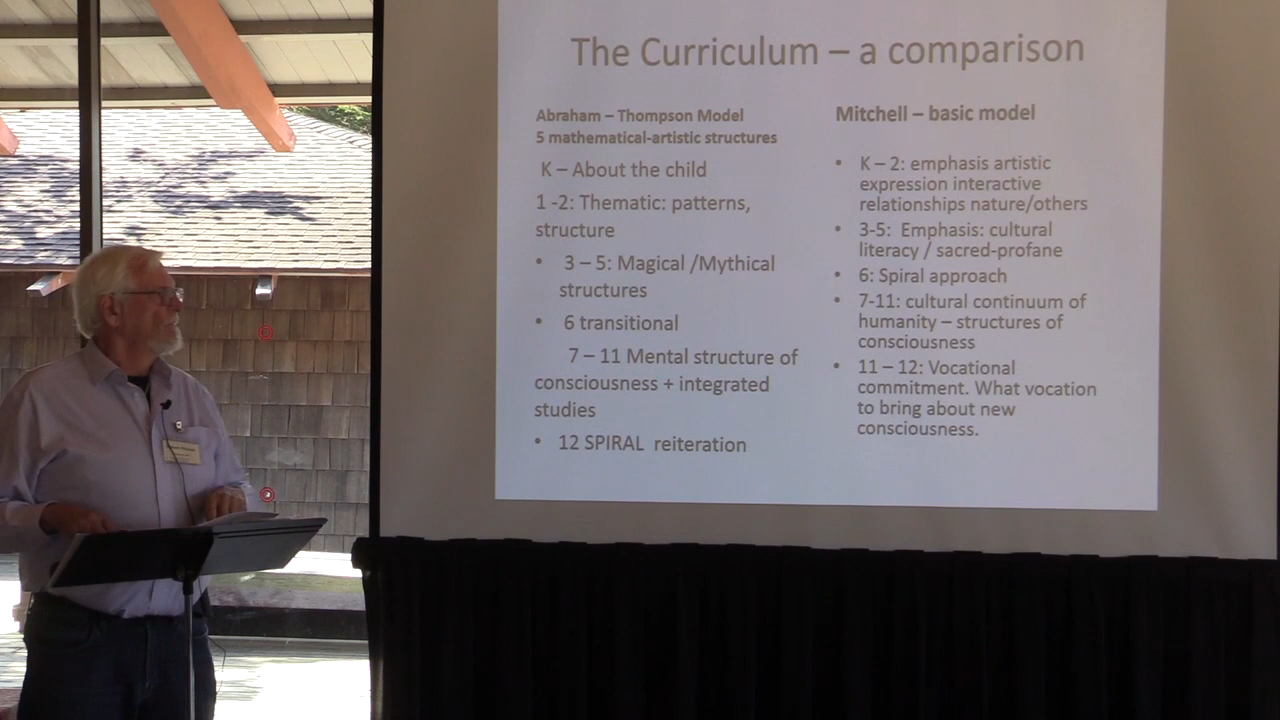 The Curriculum – a comparison
Abraham – Thompson Model
5 mathematical-artistic structures
K – About the child
1 -2: Thematic: patterns,
structure
• 3 – 5: Magical /Mythical
structures
• 6 transitional
7 – 11 Mental structure of
consciousness + integrated
studies
• 12 SPIRAL reiteration
Mitchell – basic model
• K – 2: emphasis artistic
expression interactive
relationships nature/others
• 3-5: Emphasis: cultural
literacy / sacred-profane
• 6: Spiral approach
• 7-11: cultural continuum of
humanity – structures of
consciousness
• 11 – 12: Vocational
commitment. What vocation
to bring about new
consciousness.